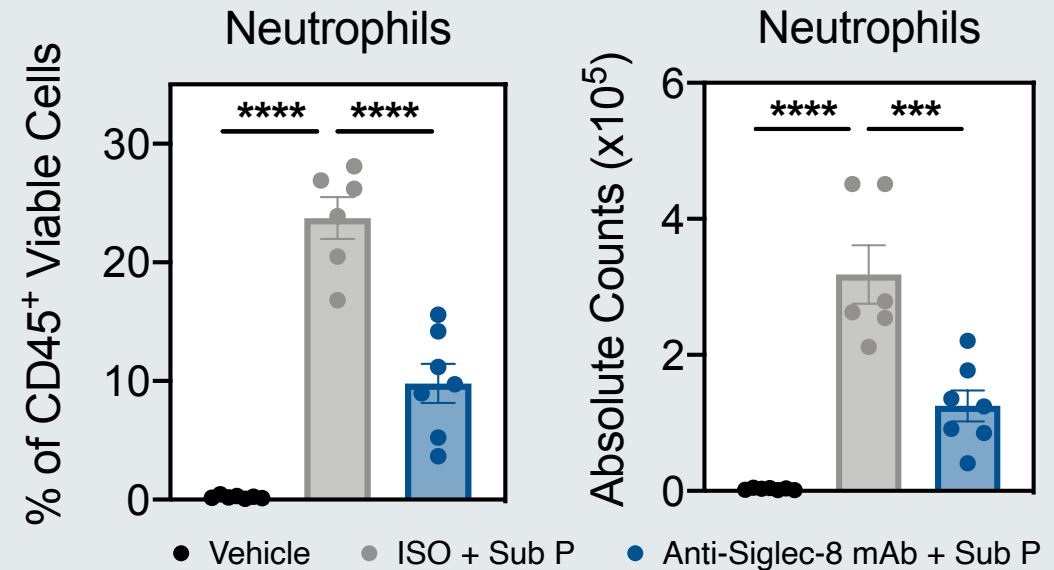 Neutrophils
% of CD45⁺ Viable Cells
30
20
10
0
**** ****
Neutrophils
Absolute Counts (x10⁵)
6
4
2
0
**** ***
Vehicle
ISO + Sub P
Anti-Siglec-8 mAb + Sub P